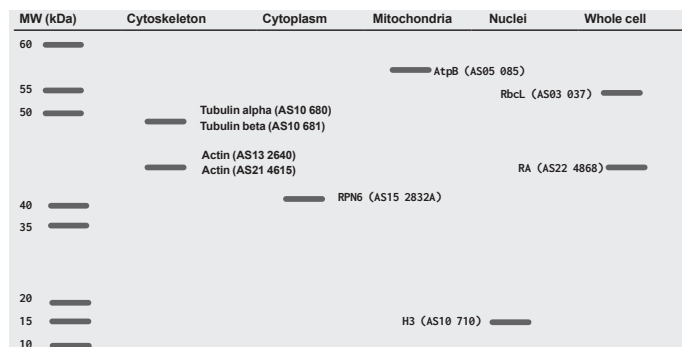 MW (kDa) Cytoskeleton Cytoplasm Mitochondria Nuclei Whole cell
60
AtpB (AS05 085)
55
RbcL (AS03 037)
50
Tubulin alpha (AS10 680)
Tubulin beta (AS10 681)
Actin (AS13 2640)
Actin (AS21 4615)
RA (AS22 4868)
40
RPN6 (AS15 2832A)
35
20
15
H3 (AS10 710)
10